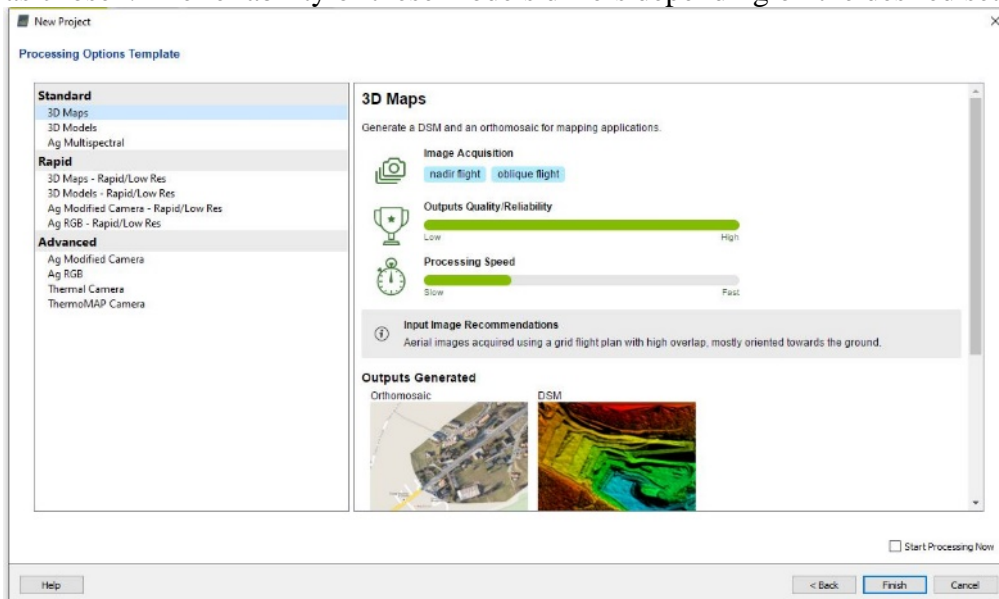 New Project
Processing Options Template
Standard
3D Maps
3D Models
Ag Multispectral
Rapid
3D Maps - Rapid/Low Res
3D Models - Rapid/Low Res
Ag Modified Camera - Rapid/Low Res
Ag RGB - Rapid/Low Res
Advanced
Ag Modified Camera
Ag RGB
Thermal Camera
ThermoMAP Camera
3D Maps
Generate a DSM and an orthomosaic for mapping applications.
Image Acquisition
nadir flight oblique flight
Outputs Quality/Reliability
Low High
Processing Speed
Slow Fast
Input Image Recommendations
Aerial images acquired using a grid flight plan with high overlap, mostly oriented towards the ground.
Outputs Generated
Orthomosaic DSM
Start Processing Now
Help < Back Finish Cancel